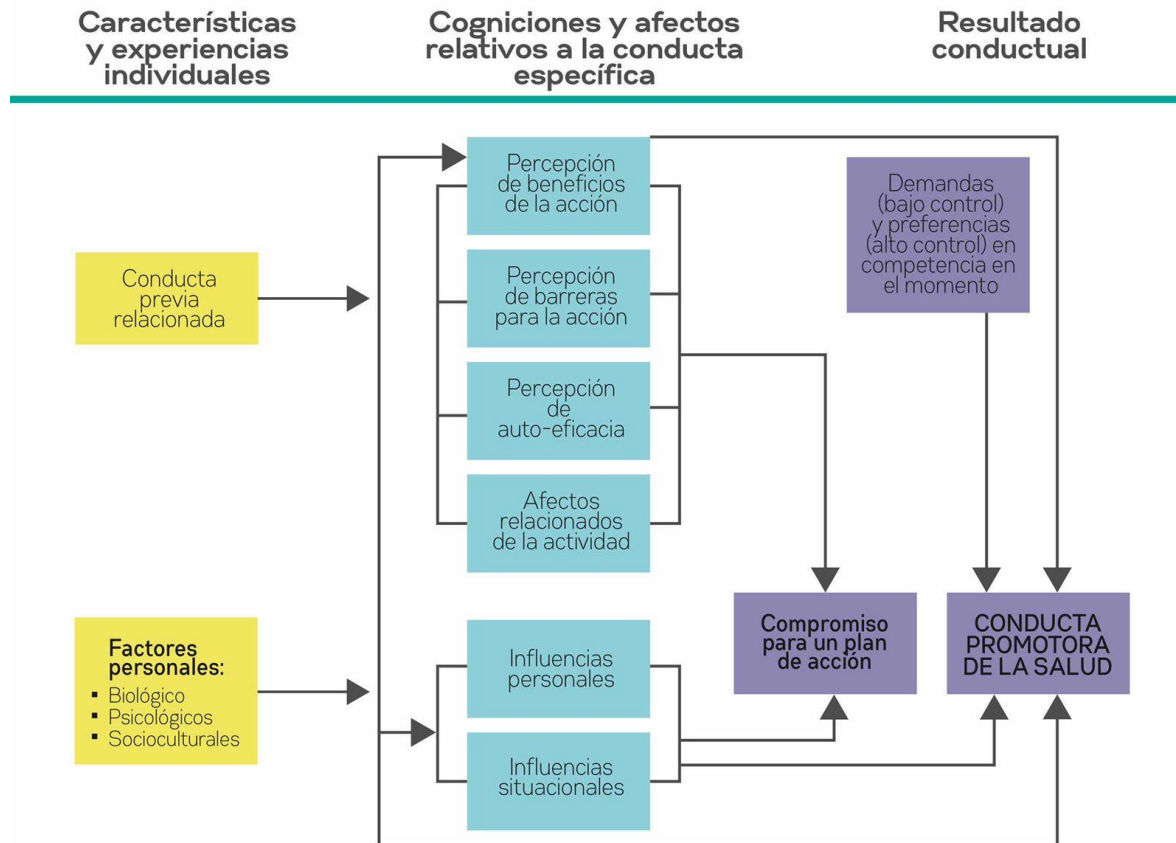 Características
y experiencias
individuales
Cogniciones y afectos
relativos a la conducta
específica
Resultado
conductual
Conducta
previa
relacionada
Factores
personales:
▪ Biológico
▪ Psicológicos
▪ Socioculturales
Percepción
de beneficios
de la acción
Percepción
de barreras
para la acción
Percepción
de
auto-eficacia
Afectos
relacionados
de la actividad
Influencias
personales
Influencias
situacionales
Demandas
(bajo control)
y preferencias
(alto control) en
competencia en
el momento
Compromiso
para un plan
de acción
CONDUCTA
PROMOTORA
DE LA SALUD